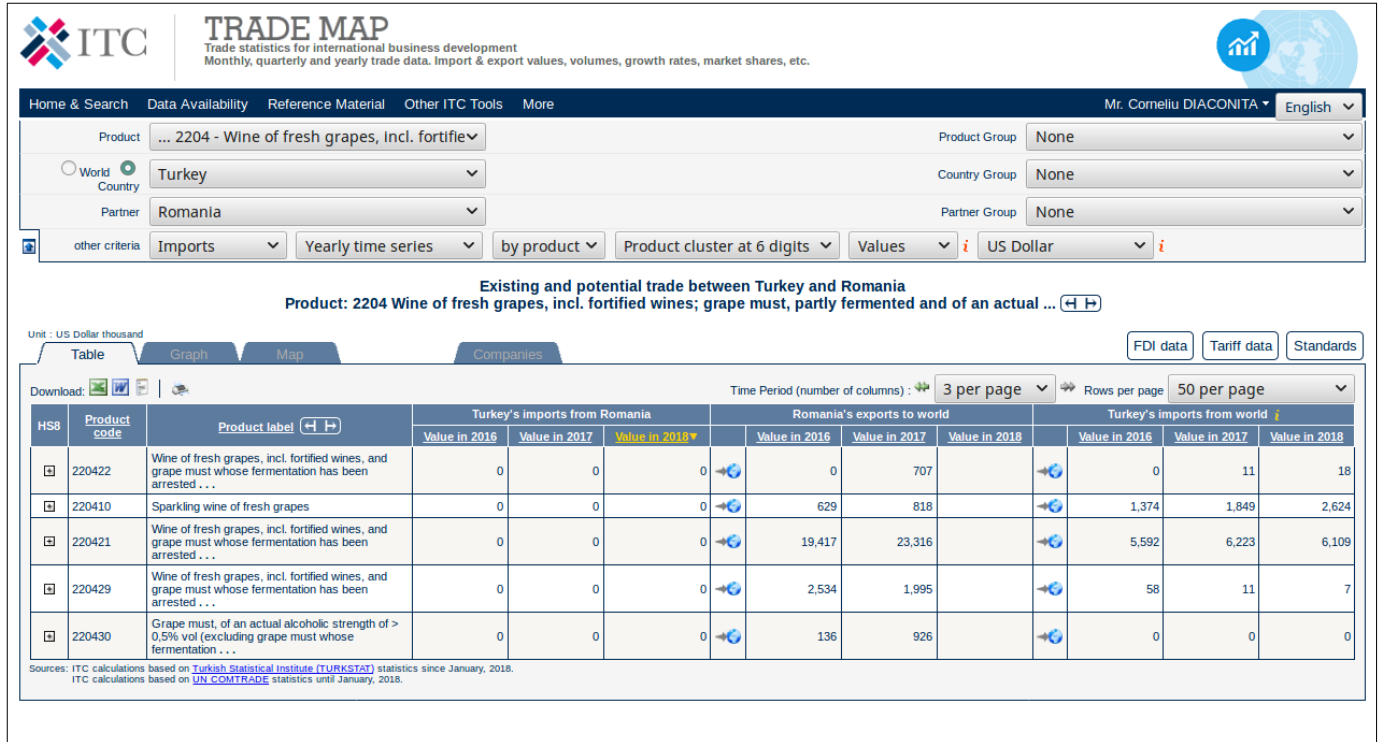 ITC
TRADE MAP
Trade statistics for international business development
Monthly, quarterly and yearly trade data. Import & export values, volumes, growth rates, market shares, etc.
Home & Search Data Availability Reference Material Other ITC Tools More Mr. Corneliu DIACONITA English
Product ... 2204 - Wine of fresh grapes, incl. fortifie Product Group None
World Country Turkey Country Group None
Partner Romania Partner Group None
other criteria Imports Yearly time series by product Product cluster at 6 digits Values i US Dollar i
Existing and potential trade between Turkey and Romania
Product: 2204 Wine of fresh grapes, incl. fortified wines; grape must, partly fermented and of an actual ...
Unit : US Dollar thousand
Table Graph Map Companies FDI data Tariff data Standards
Download: Time Period (number of columns) : 3 per page Rows per page 50 per page
HS8 Product code Product label Turkey's imports from Romania Romania's exports to world Turkey's imports from world i
Value in 2016 Value in 2017 Value in 2018▼ Value in 2016 Value in 2017 Value in 2018 Value in 2016 Value in 2017 Value in 2018
220422 Wine of fresh grapes, incl. fortified wines, and
grape must whose fermentation has been
arrested . . .
0 0 0 0 707 0 11 18
220410 Sparkling wine of fresh grapes 0 0 0 629 818 1,374 1,849 2,624
220421 Wine of fresh grapes, incl. fortified wines, and
grape must whose fermentation has been
arrested . . .
0 0 0 19,417 23,316 5,592 6,223 6,109
220429 Wine of fresh grapes, incl. fortified wines, and
grape must whose fermentation has been
arrested . . .
0 0 0 2,534 1,995 58 11 7
220430 Grape must, of an actual alcoholic strength of >
0,5% vol (excluding grape must whose
fermentation . . .
0 0 0 136 926 0 0 0
Sources: ITC calculations based on Turkish Statistical Institute (TURKSTAT) statistics since January, 2018.
ITC calculations based on UN COMTRADE statistics until January, 2018.